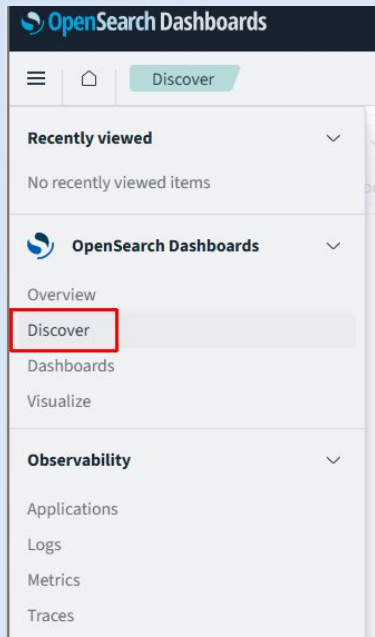 OpenSearch Dashboards
Discover
Recently viewed
No recently viewed items
OpenSearch Dashboards
Overview
Discover
Dashboards
Visualize
Observability
Applications
Logs
Metrics
Traces